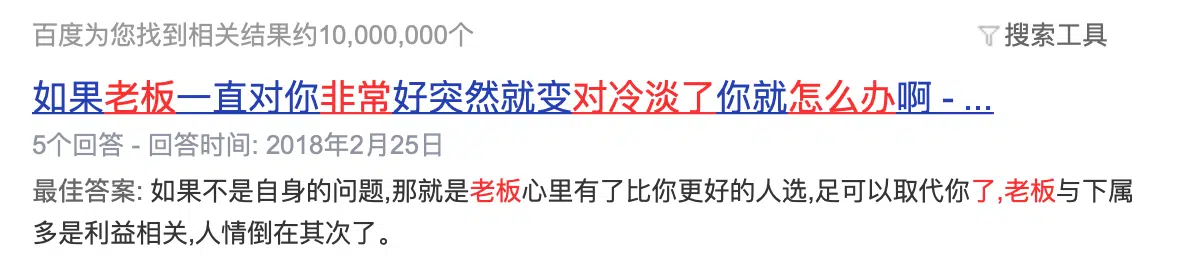 百度为您找到相关结果约10,000,000个
搜索工具
如果老板一直对你非常好突然就变对冷淡了你就怎么办啊 - ...
5个回答 - 回答时间: 2018年2月25日
最佳答案: 如果不是自身的问题,那就是老板心里有了比你更好的人选,足可以取代你了,老板与下属
多是利益相关,人情倒在其次了。